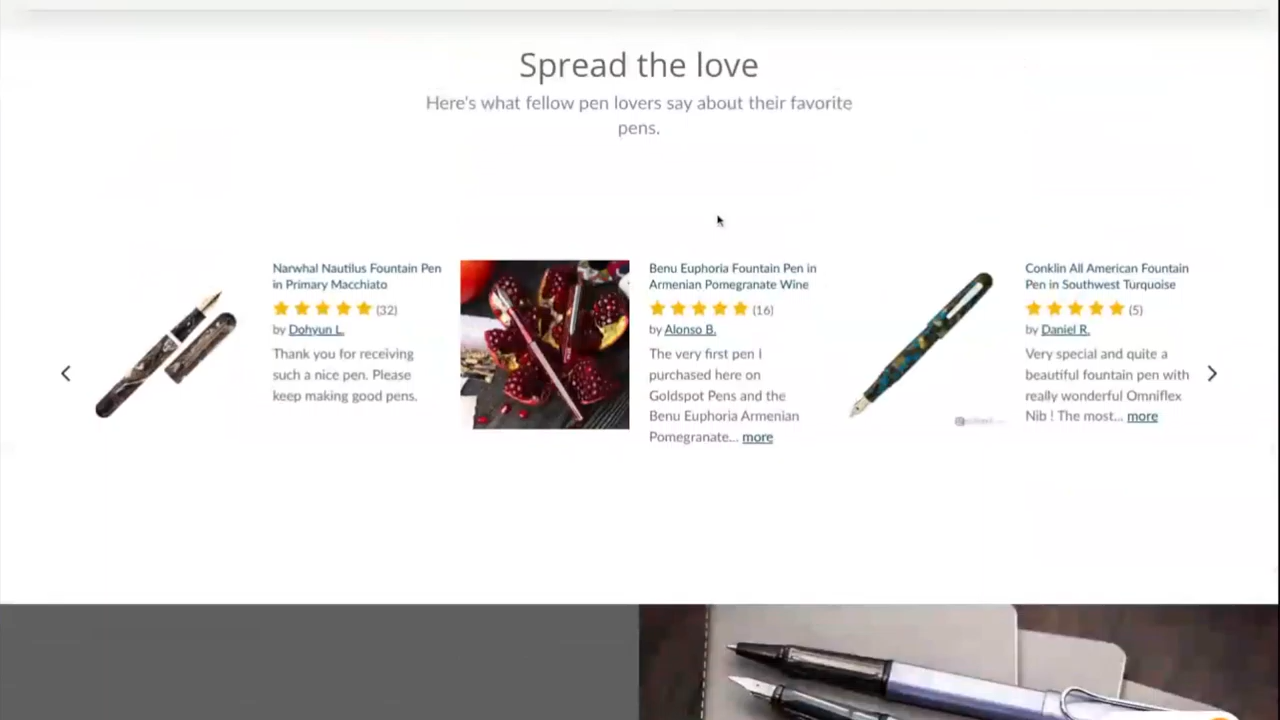 Spread the love
Here's what fellow pen lovers say about their favorite
pens.
Narwhal Nautilus Fountain Pen
in Primary Macchiato
(32)
by Dohyun L.
Thank you for receiving
such a nice pen. Please
keep making good pens.
Benu Euphoria Fountain Pen in
Armenian Pomegranate Wine
(16)
by Alonso B.
The very first pen I
purchased here on
Goldspot Pens and the
Benu Euphoria Armenian
Pomegranate... more
Conklin All American Fountain
Pen in Southwest Turquoise
(5)
by Daniel R.
Very special and quite a
beautiful fountain pen with
really wonderful Omniflex
Nib ! The most... more